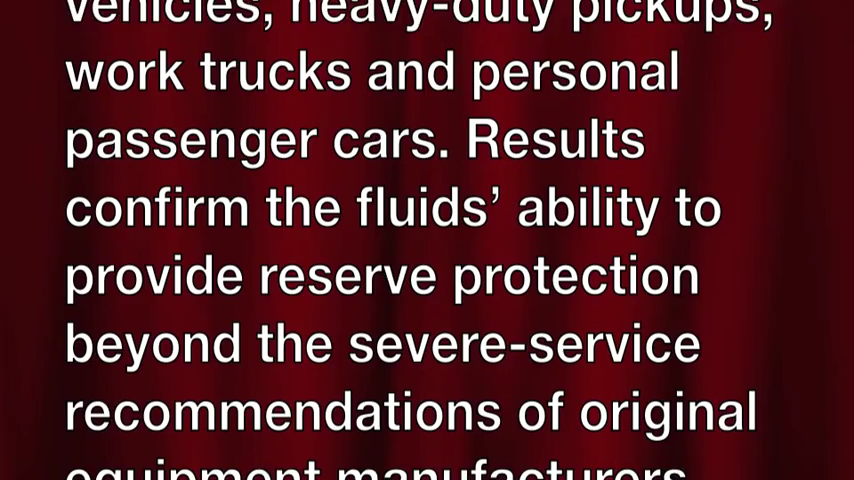 vehicles, heavy-duty pickups,
work trucks and personal
passenger cars. Results
confirm the fluids’ ability to
provide reserve protection
beyond the severe-service
recommendations of original
equipment manufacturers